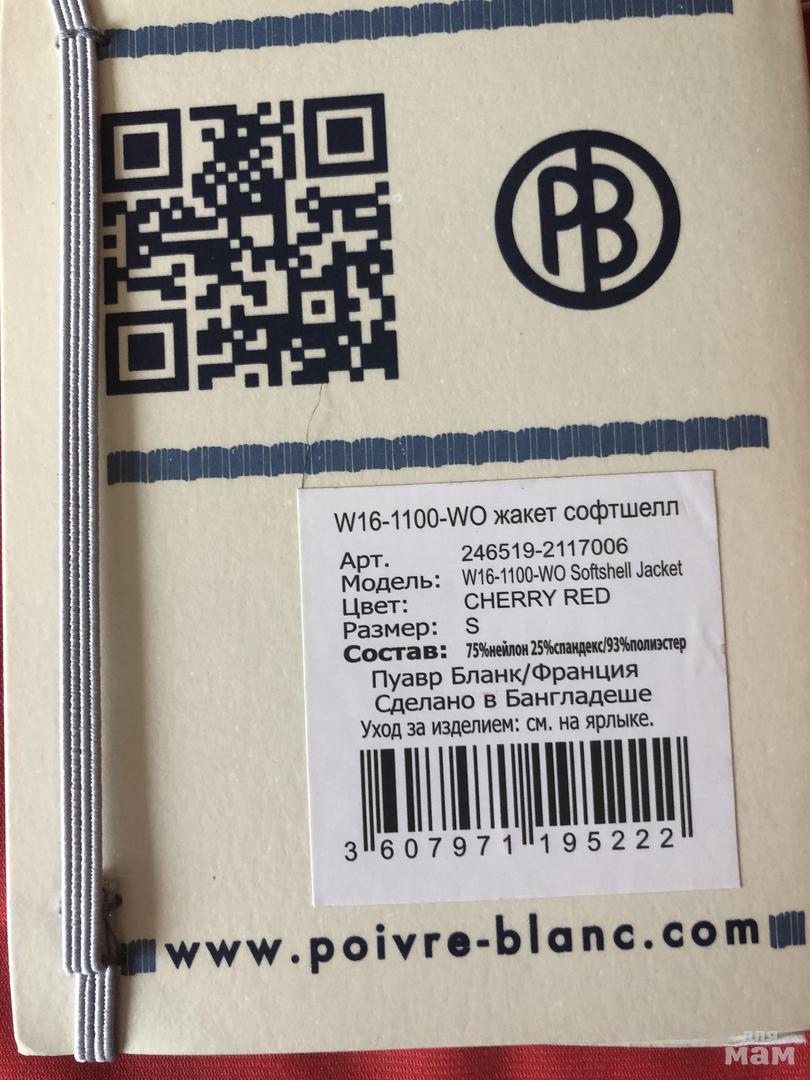 PB
W16-1100-WO жакет софтшелл
Арт. 246519-2117006
Модель: W16-1100-WO Softshell Jacket
Цвет: CHERRY RED
Размер: S
Состав: 75%нейлон 25%спандекс/93%полиэстер
Пуавр Бланк/Франция
Сделано в Бангладеше
Уход за изделием: см. на ярлыке.
3 607971 195222
www.poivre-blanc.com
для
мам